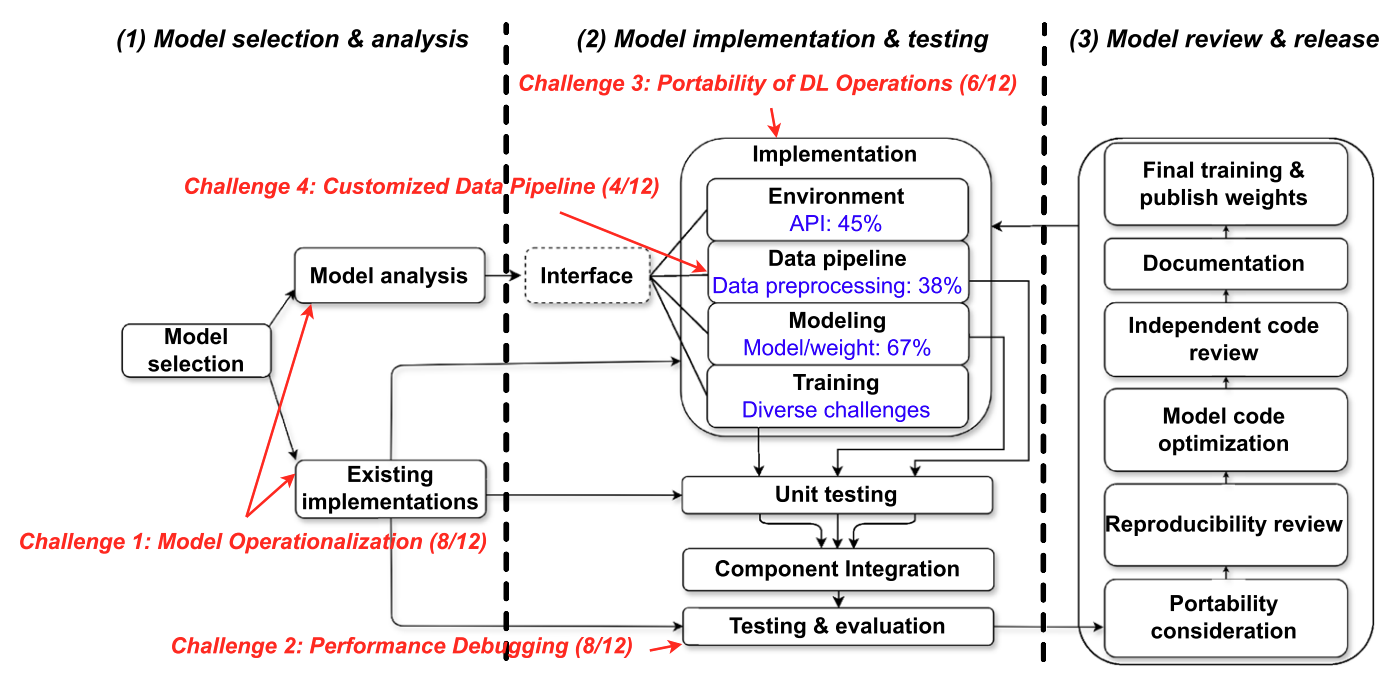 (1) Model selection & analysis
(2) Model implementation & testing
(3) Model review & release
Challenge 3: Portability of DL Operations (6/12)
Implementation
Challenge 4: Customized Data Pipeline (4/12)
Environment
API: 45%
Data pipeline
Data preprocessing: 38%
Modeling
Model/weight: 67%
Training
Diverse challenges
Model analysis
Interface
Model
selection
Existing
implementations
Challenge 1: Model Operationalization (8/12)
Unit testing
Component Integration
Testing & evaluation
Challenge 2: Performance Debugging (8/12)
Final training &
publish weights
Documentation
Independent code
review
Model code
optimization
Reproducibility review
Portability
consideration